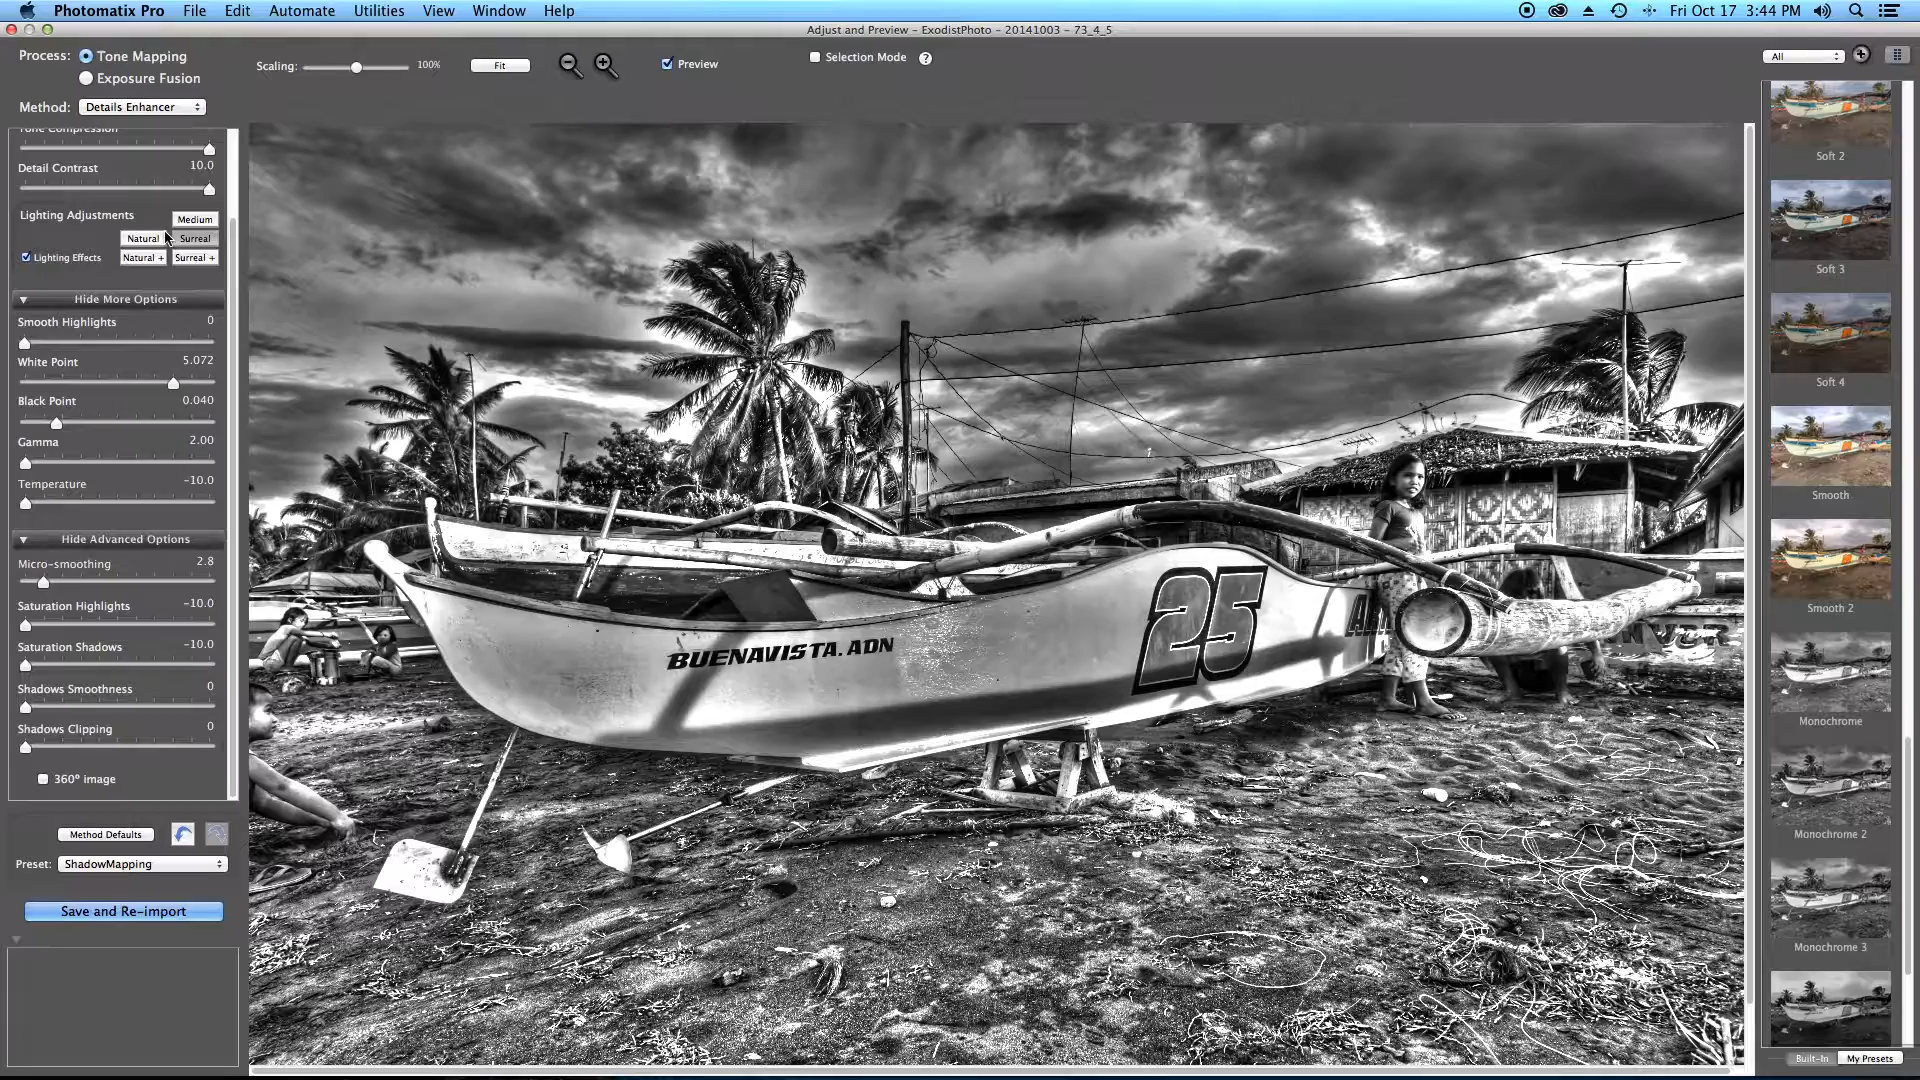 Photomatix Pro File Edit Automate Utilities View Window Help Fri Oct 17 3:44 PM
Adjust and Preview - ExodistPhoto - 20141003 - 73_4_5
Process: Tone Mapping
Exposure Fusion
Scaling: 100% Fit
Preview
Selection Mode ?
All
Method: Details Enhancer
Tone Compression
Detail Contrast 10.0
Lighting Adjustments Medium
Natural Surreal
Lighting Effects Natural + Surreal +
Hide More Options
Smooth Highlights 0
White Point 5.072
Black Point 0.040
Gamma 2.00
Temperature -10.0
Hide Advanced Options
Micro-smoothing 2.8
Saturation Highlights -10.0
Saturation Shadows -10.0
Shadows Smoothness 0
Shadows Clipping 0
360° image
Method Defaults
Preset: ShadowMapping
Save and Re-import
BUENAVISTA. ADN
25
Soft 2
Soft 3
Soft 4
Smooth
Smooth 2
Monochrome
Monochrome 2
Monochrome 3
Built-In My Presets